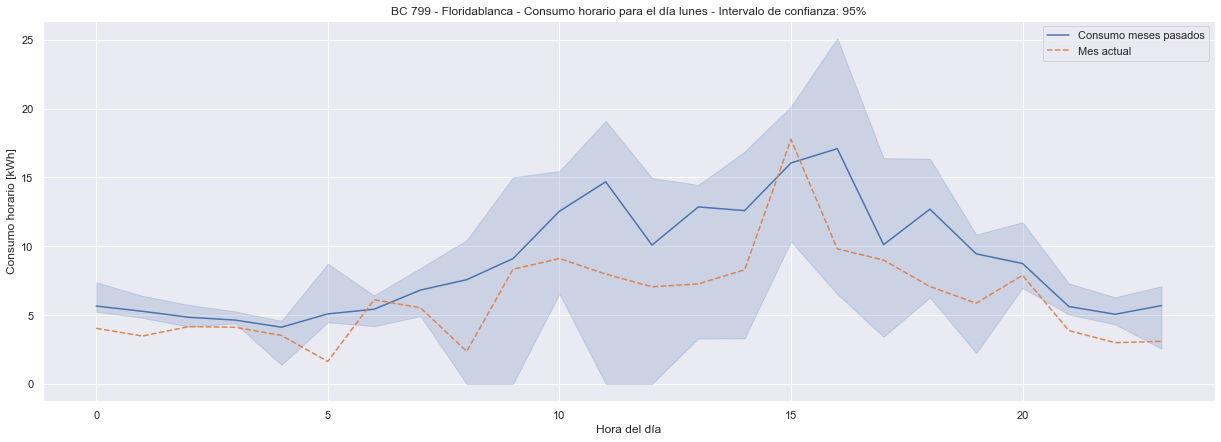 BC 799 - Floridablanca - Consumo horario para el día lunes - Intervalo de confianza: 95%
Consumo meses pasados
Mes actual
Consumo horario [kWh]
25
20
15
10
5
0
0
5
10
15
20
Hora del día